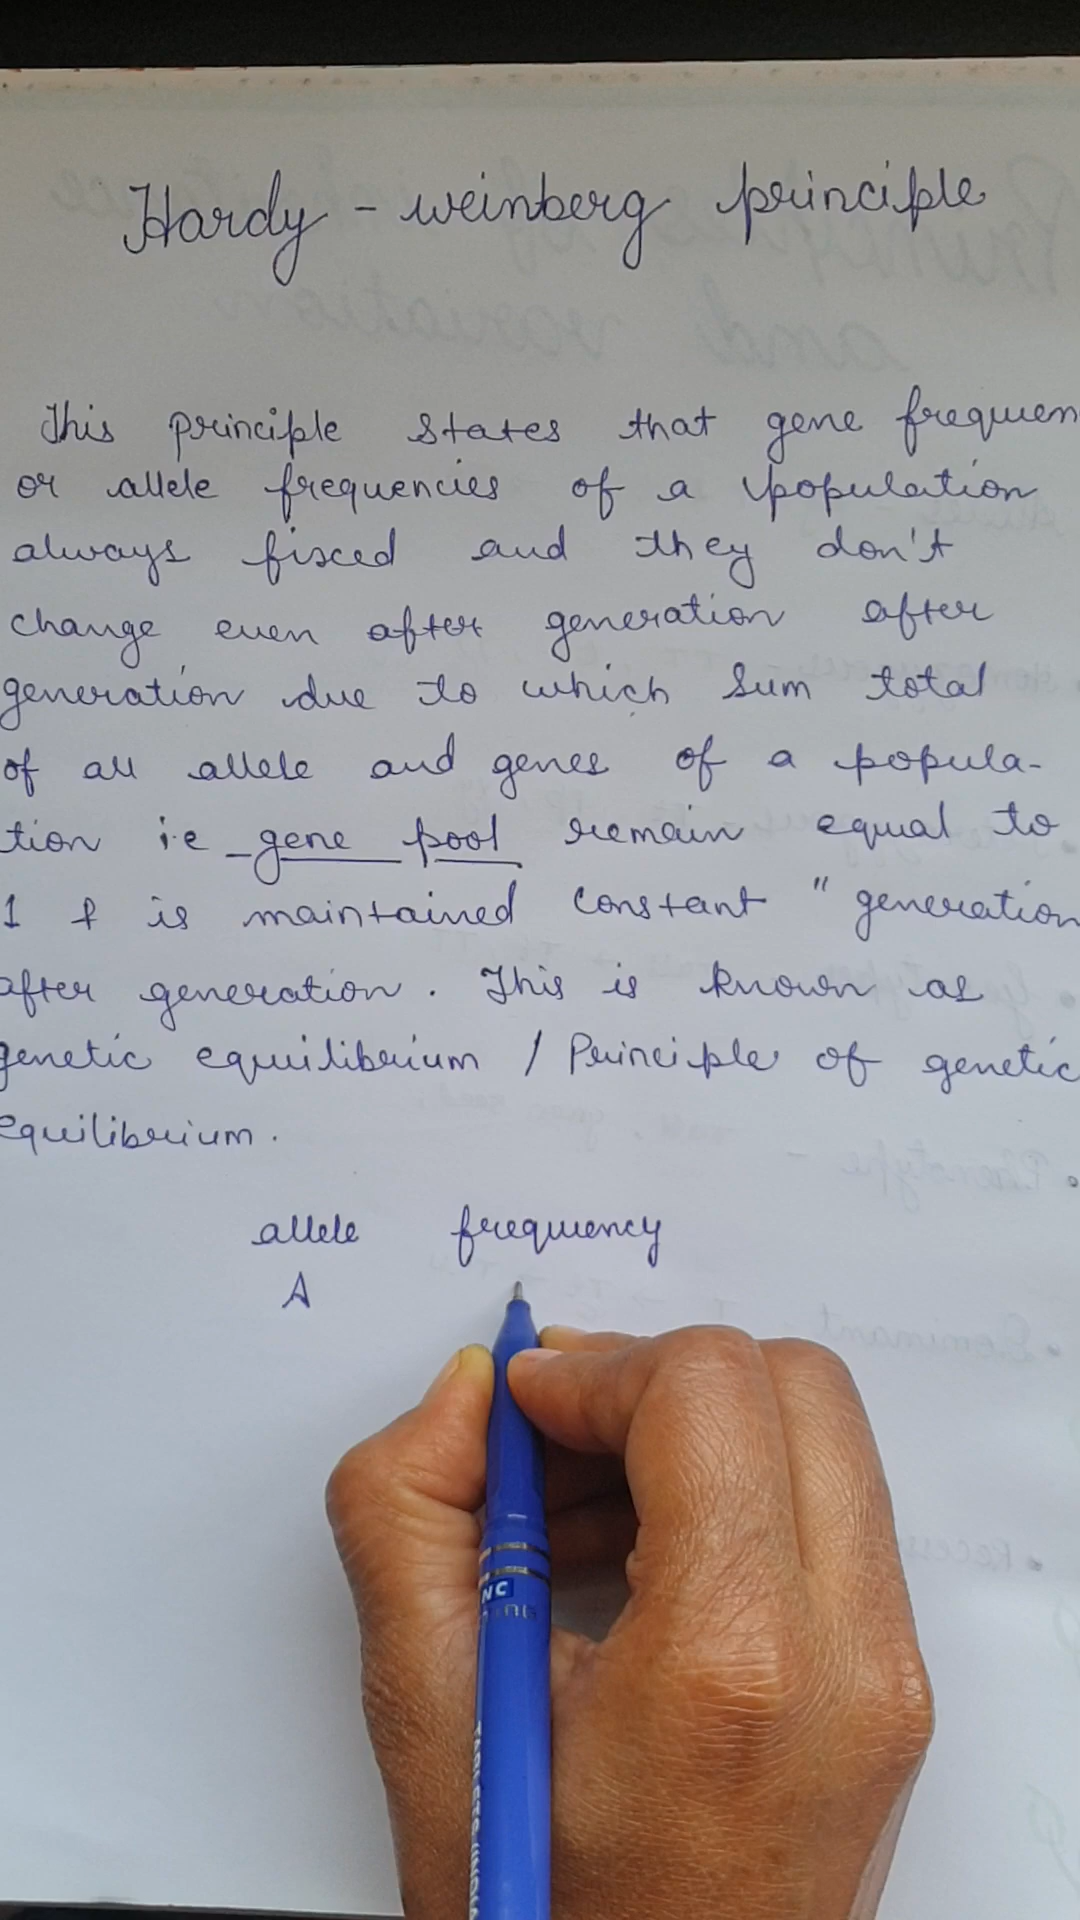 Hardy - weinberg principle
This principle states that gene frequen
or allele frequencies of a population
always fixed and they don't
change even after generation after
generation due to which sum total
of all allele and genes of a popula-
tion i.e gene pool remain equal to
1 & is maintained constant " generation
after generation. This is known as
genetic equilibrium / Principle of genetic
equilibrium.
allele frequency
A
NC